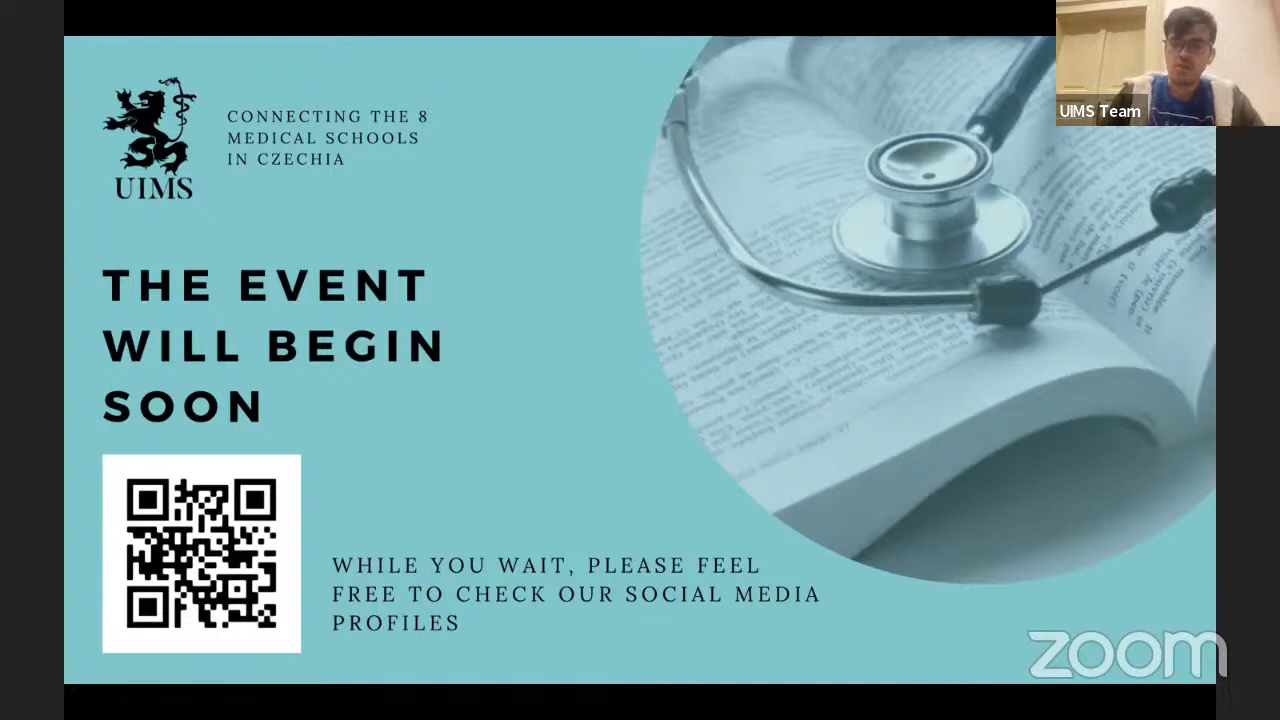 UIMS Team
CONNECTING THE 8
MEDICAL SCHOOLS
IN CZECHIA
UIMS
THE EVENT
WILL BEGIN
SOON
WHILE YOU WAIT, PLEASE FEEL
FREE TO CHECK OUR SOCIAL MEDIA
PROFILES
zoom